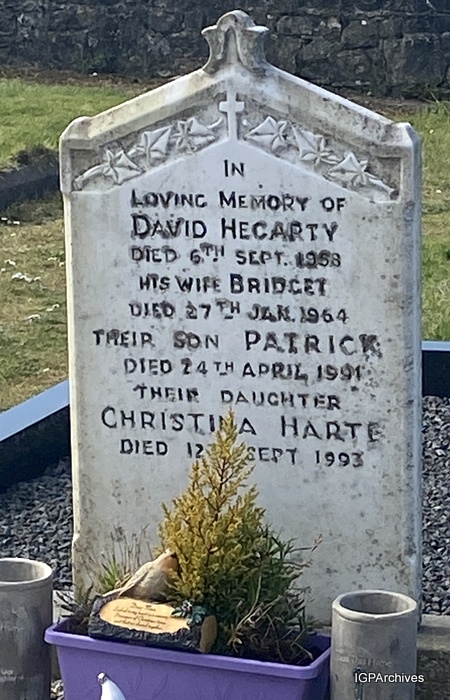 IN
LOVING MEMORY OF
DAVID HEGARTY
DIED 6TH SEPT. 1958
HIS WIFE BRIDGET
DIED 27TH JAN. 1964
THEIR SON PATRICK
DIED 24TH APRIL 1991
THEIR DAUGHTER
CHRISTINA HARTE
DIED 12 SEPT 1993
IGPArchives